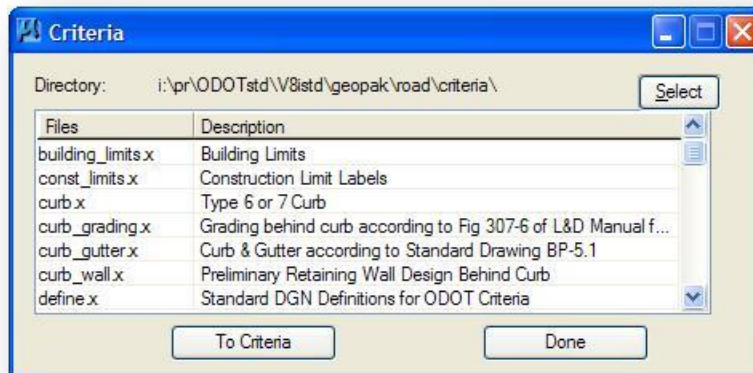 Criteria
Directory: i:\pr\ODOTstd\V8istd\geopak\road\criteria\ Select
Files Description
building_limits.x Building Limits
const_limits.x Construction Limit Labels
curb.x Type 6 or 7 Curb
curb_grading.x Grading behind curb according to Fig 307-6 of L&D Manual f...
curb_gutter.x Curb & Gutter according to Standard Drawing BP-5.1
curb_wall.x Preliminary Retaining Wall Design Behind Curb
define.x Standard DGN Definitions for ODOT Criteria
To Criteria Done